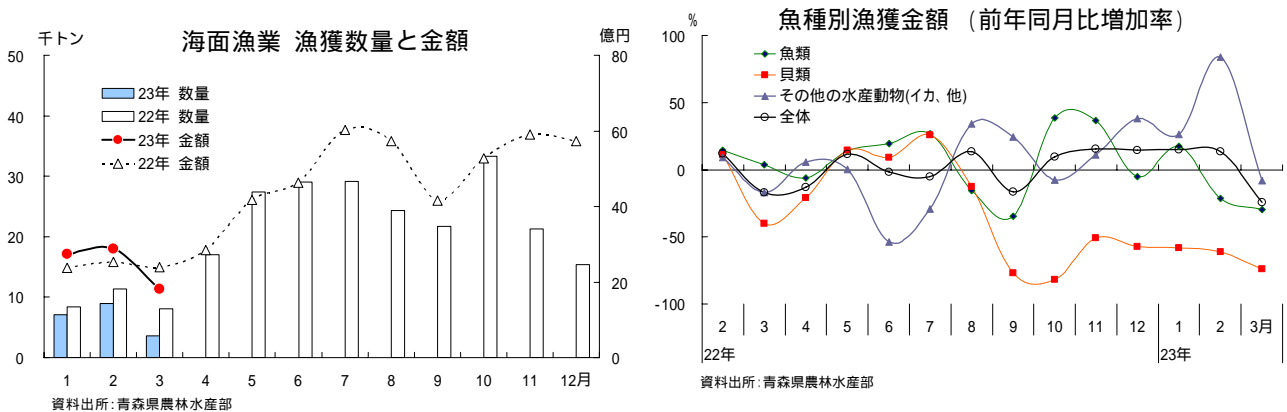 海面漁業 漁獲数量と金額
千トン
億円
50
40
30
20
10
0
80
60
40
20
0
23年 数量
22年 数量
23年 金額
22年 金額
1 2 3 4 5 6 7 8 9 10 11 12月
資料出所:青森県農林水産部
魚種別漁獲金額 (前年同月比増加率)
%
100
50
0
-50
-100
魚類
貝類
その他の水産動物(イカ、他)
全体
2 3 4 5 6 7 8 9 10 11 12 1 2 3月
22年 23年
資料出所:青森県農林水産部